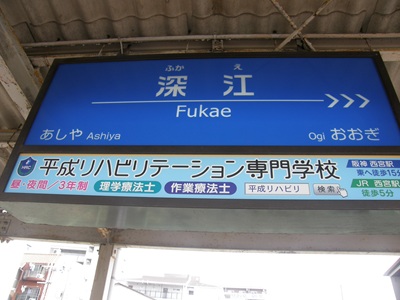 ふか え
深江
Fukae
あしや Ashiya
Ogi おおぎ
平成リハビリテーション専門学校
昼・夜間/3年制 理学療法士 作業療法士 平成リハビリ 検索
阪神 西宮駅
東へ徒歩15分
JR 西宮駅
徒歩5分